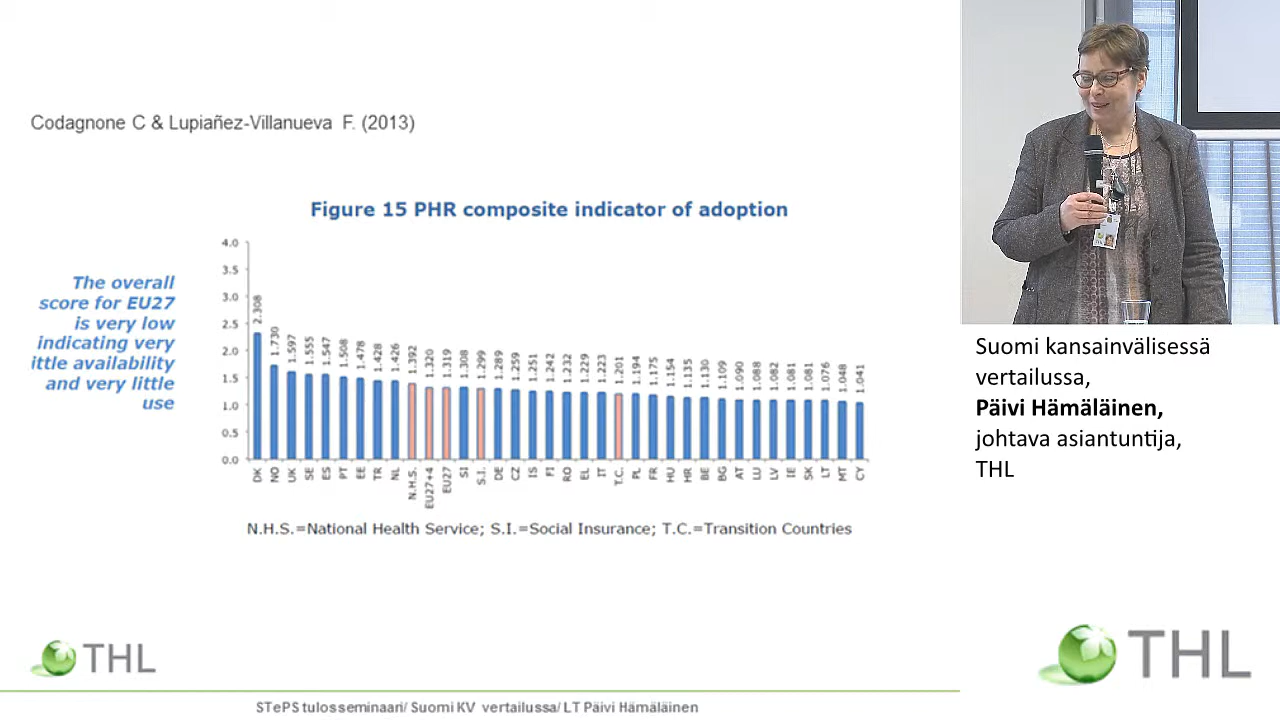 Codagnone C & Lupiañez-Villanueva F. (2013)
Figure 15 PHR composite indicator of adoption
The overall
score for EU27
is very low
indicating very
ittle availability
and very little
use
4.0
3.5
3.0
2.5
2.0
1.5
1.0
0.5
0.0
2.308 1.730 1.597 1.555 1.547 1.508 1.478 1.428 1.426 1.392 1.320 1.319 1.308 1.299 1.289 1.259 1.251 1.242 1.232 1.229 1.223 1.201 1.194 1.175 1.154 1.135 1.130 1.109 1.090 1.088 1.082 1.081 1.081 1.076 1.048 1.041
DK NO UK SE ES PT EE TR NL N.H.S. EU27+4 EU27 SI S.I. DE CZ IS FI RO EL IT T.C. PL FR HU HR BE BG AT LU LV IE SK LT MT CY
N.H.S.=National Health Service; S.I.=Social Insurance; T.C.=Transition Countries
THL
STePS tulosseminaari/ Suomi KV vertailussa/ LT Päivi Hämäläinen
Suomi kansainvälisessä
vertailussa,
Päivi Hämäläinen,
johtava asiantuntija,
THL
THL